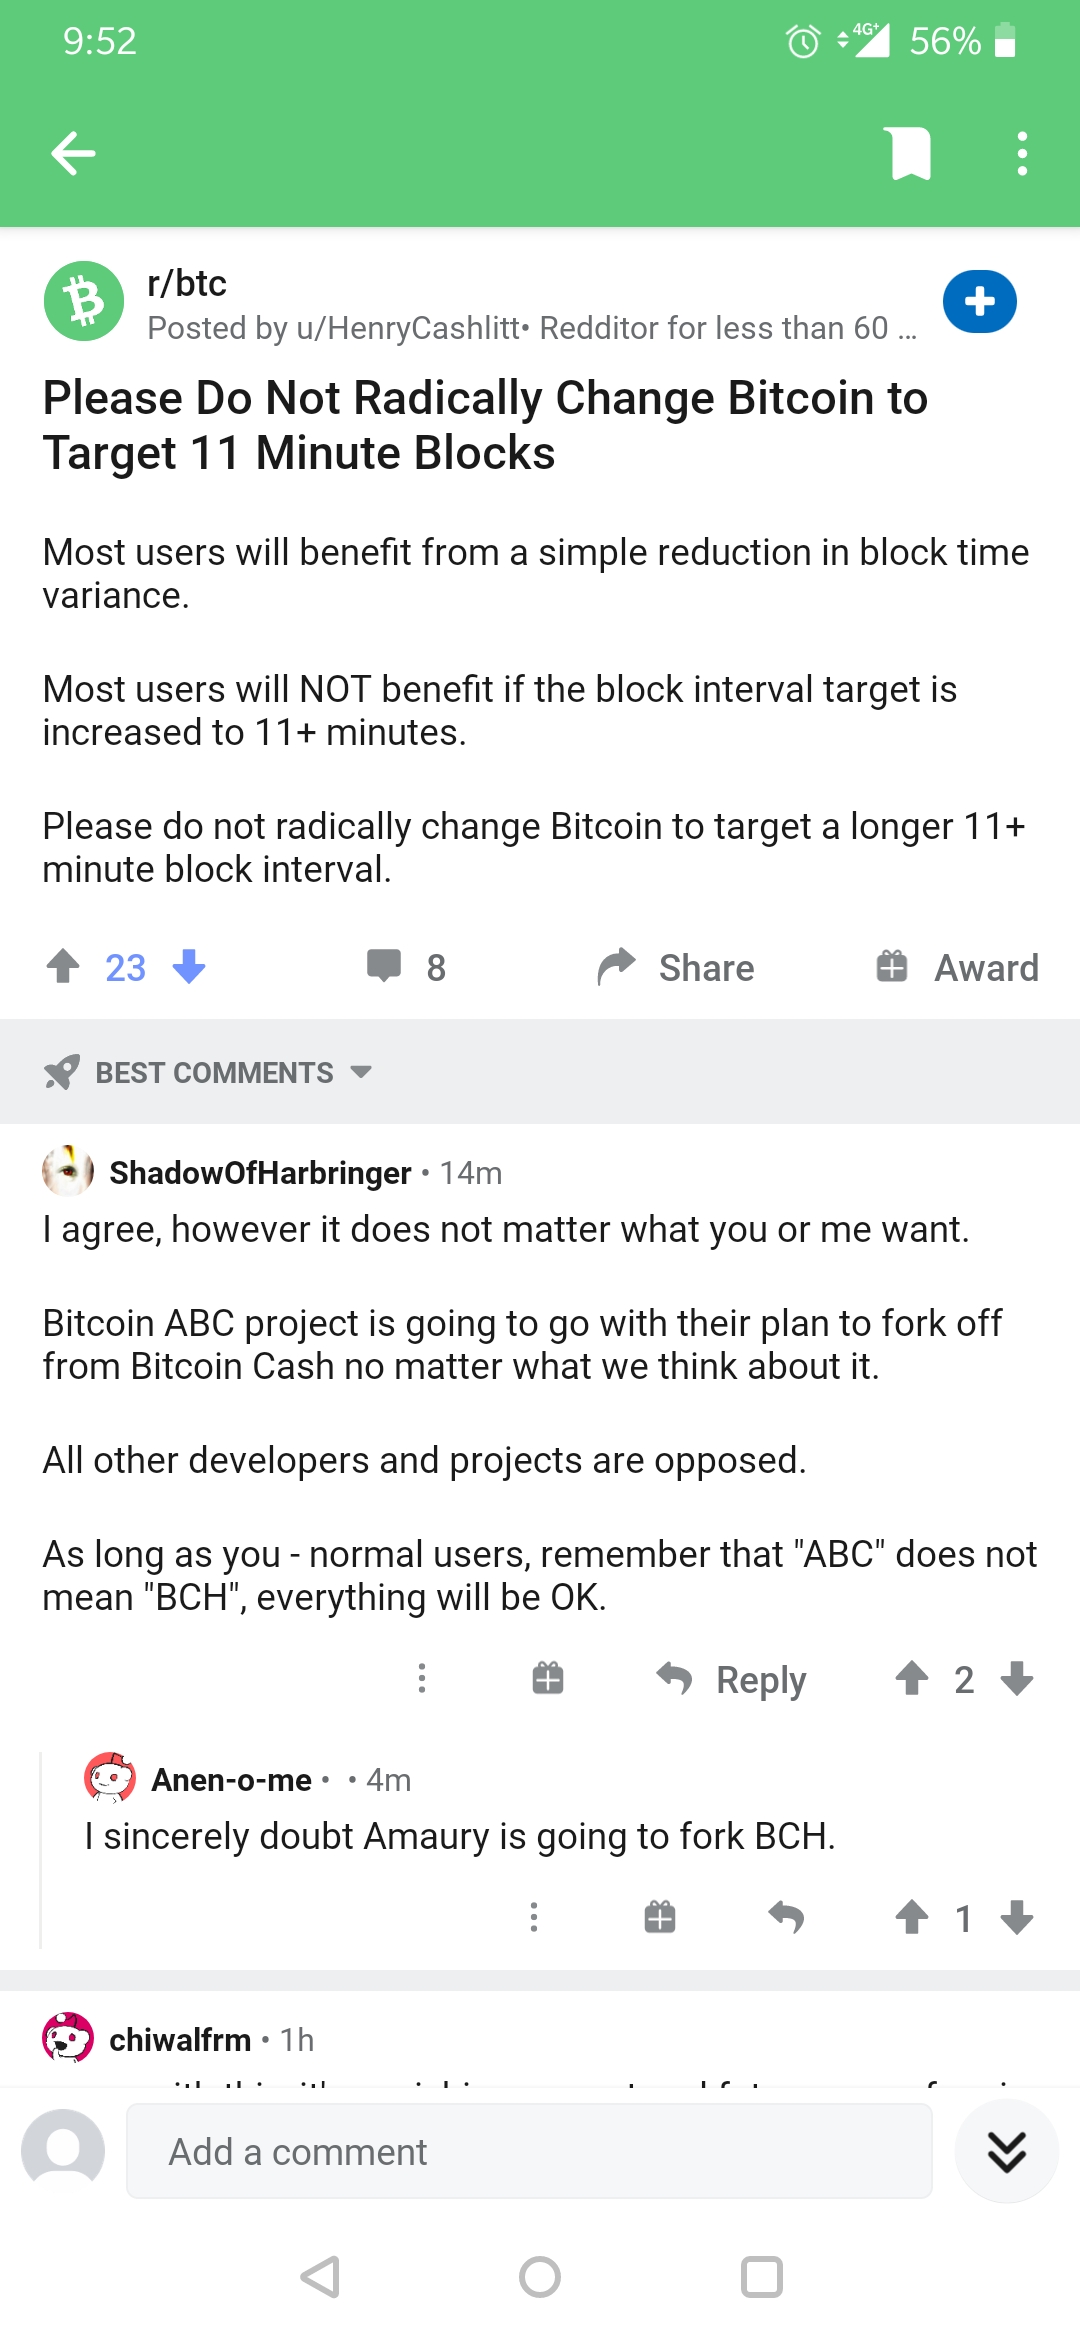 9:52
4G+ 56%
r/btc
Posted by u/HenryCashlitt• Redditor for less than 60 ...
Please Do Not Radically Change Bitcoin to
Target 11 Minute Blocks
Most users will benefit from a simple reduction in block time
variance.
Most users will NOT benefit if the block interval target is
increased to 11+ minutes.
Please do not radically change Bitcoin to target a longer 11+
minute block interval.
23 8 Share Award
BEST COMMENTS
ShadowOfHarbringer • 14m
I agree, however it does not matter what you or me want.
Bitcoin ABC project is going to go with their plan to fork off
from Bitcoin Cash no matter what we think about it.
All other developers and projects are opposed.
As long as you - normal users, remember that "ABC" does not
mean "BCH", everything will be OK.
Reply 2
Anen-o-me • • 4m
I sincerely doubt Amaury is going to fork BCH.
1
chiwalfrm • 1h
Add a comment